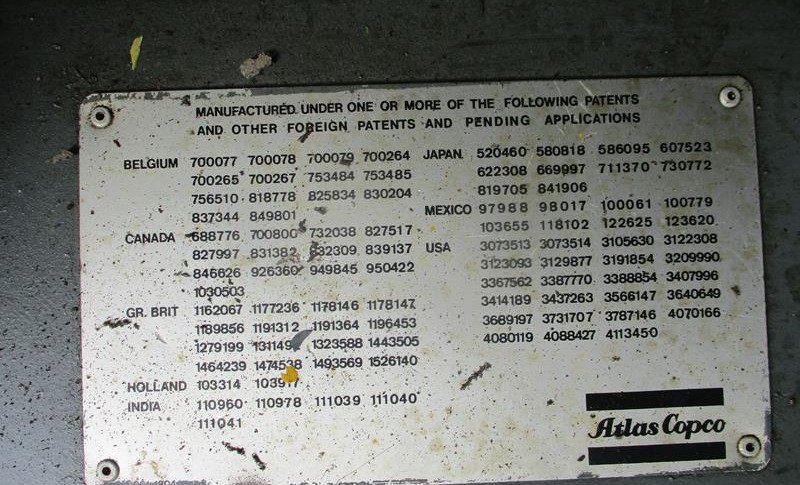 MANUFACTURED UNDER ONE OR MORE OF THE FOLLOWING PATENTS
AND OTHER FOREIGN PATENTS AND PENDING APPLICATIONS
BELGIUM 700077 700078 700079 700264
700265 700267 753484 753485
756510 818778 825834 830204
837344 849801
CANADA 688776 700800 732038 827517
827997 831382 832309 839137
846626 926360 949845 950422
1030503
GR. BRIT 1162067 1177236 1178146 1178147
1189856 1191312 1191364 1196453
1279199 1323588 1443505
1464239 1474538 1493569 1526140
HOLLAND 103314
INDIA 110960 110978 111039 111040
111041
JAPAN 520460 580818 586095 607523
622308 669997 711370 730772
819705 841906
MEXICO 97988 98017 100061 100779
103655 118102 122625 123620
USA 3073513 3073514 3105630 3122308
3123093 3129877 3191854 3209990
3367562 3387770 3388854 3407996
3414189 3437263 3566147 3640649
3689197 3731707 3787146 4070166
4080119 4088427 4113450
Atlas Copco